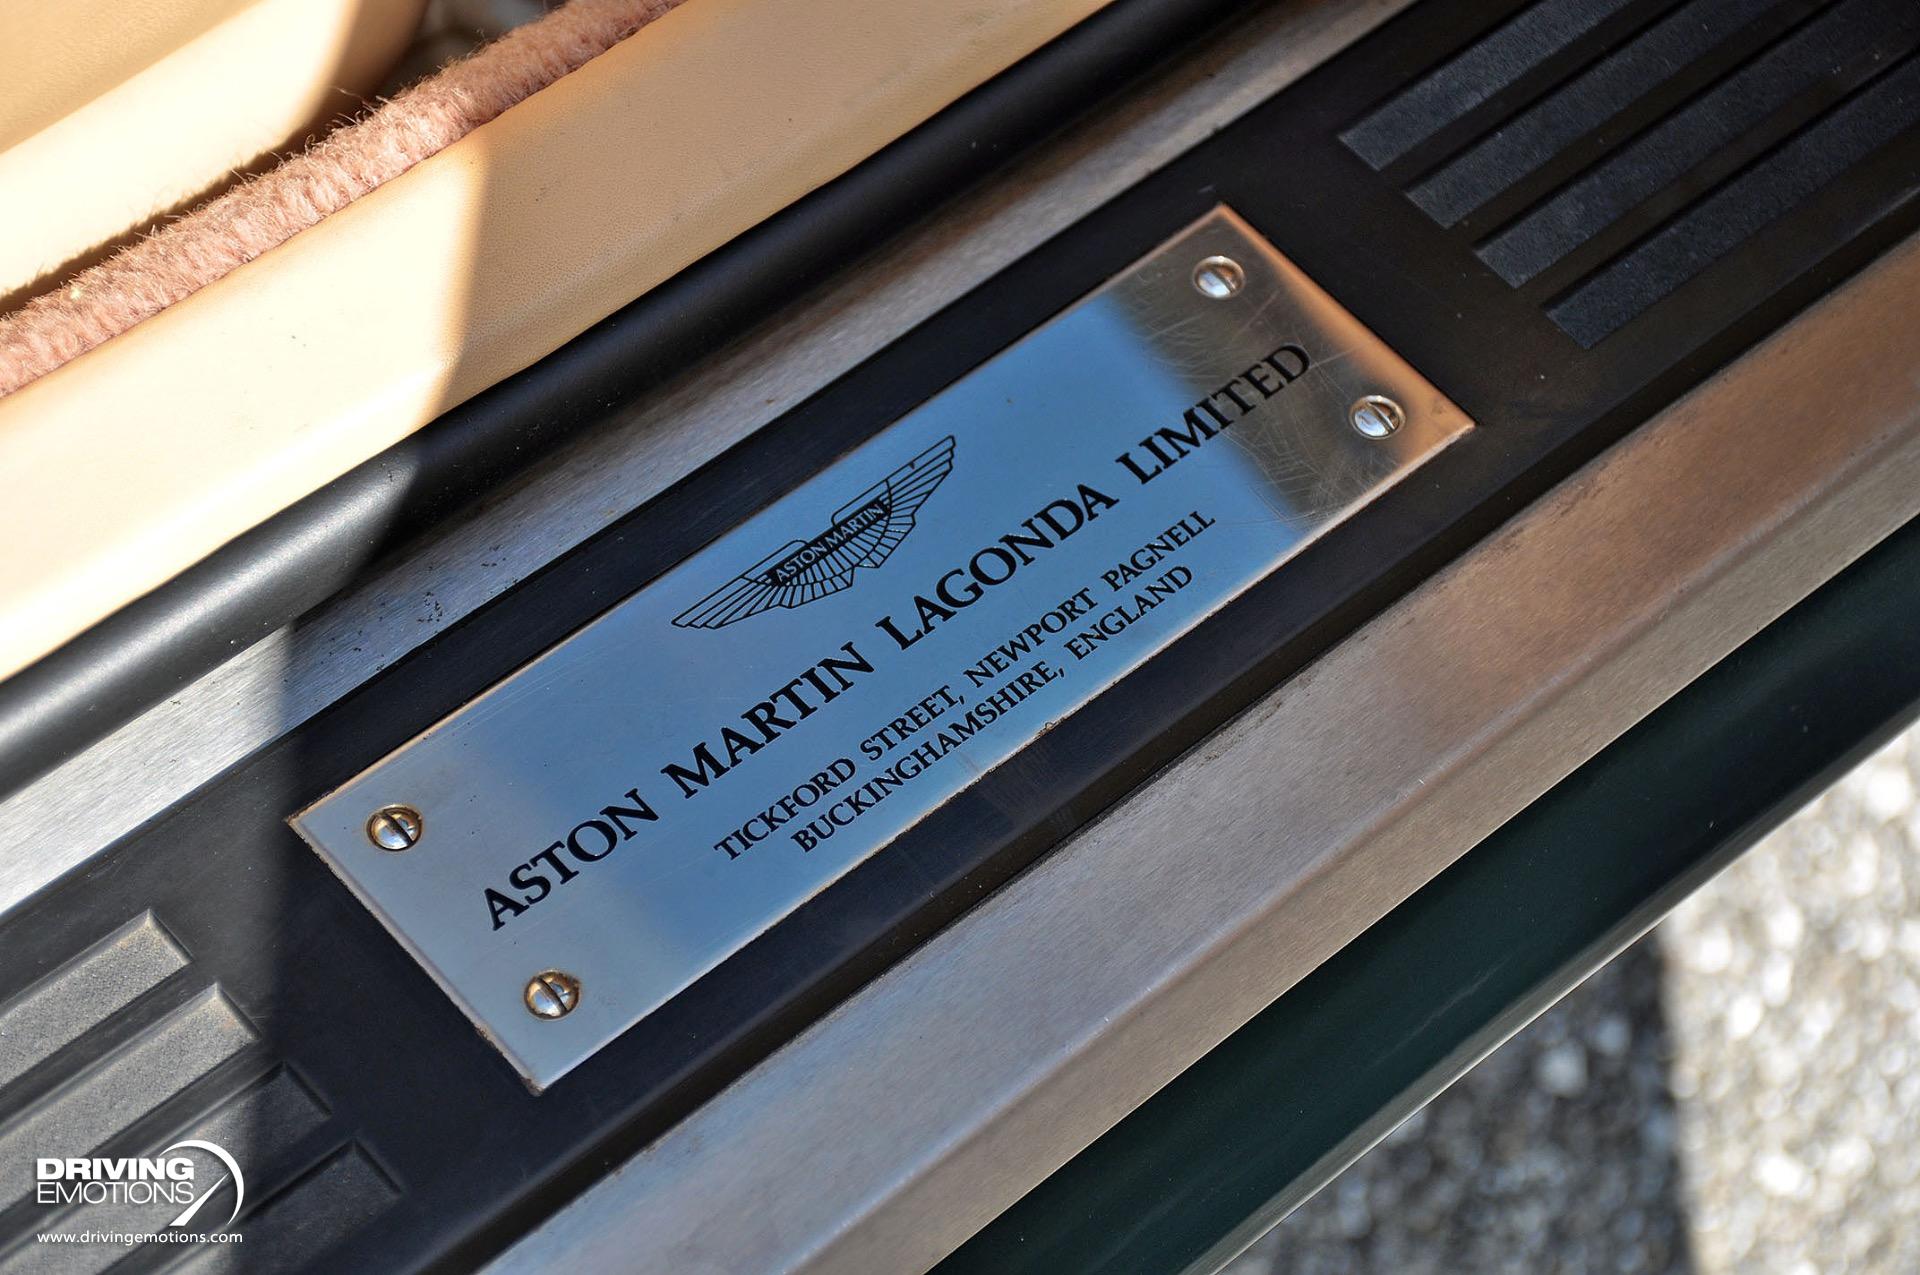 ASTON MARTIN
ASTON MARTIN LAGONDA LIMITED
TICKFORD STREET, NEWPORT PAGNELL
BUCKINGHAMSHIRE, ENGLAND
DRIVING
EMOTIONS
www.drivingemotions.com